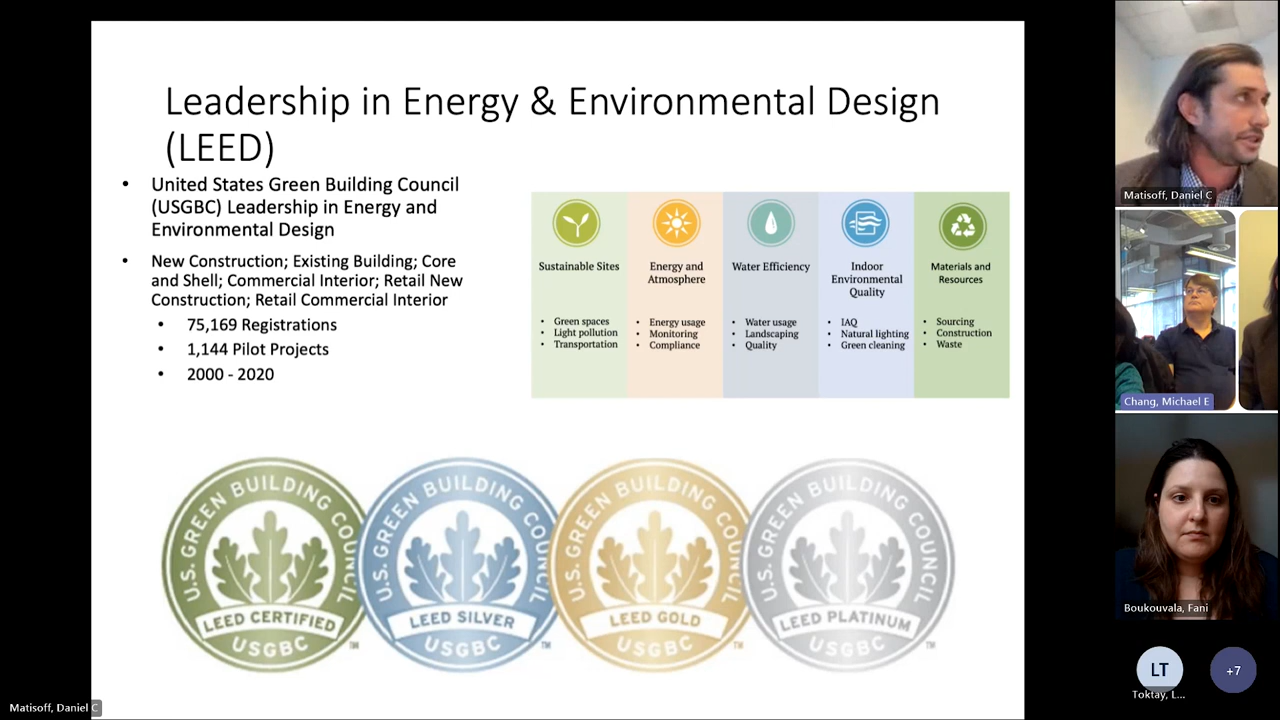 Leadership in Energy & Environmental Design
(LEED)
• United States Green Building Council
(USGBC) Leadership in Energy and
Environmental Design
• New Construction; Existing Building; Core
and Shell; Commercial Interior; Retail New
Construction; Retail Commercial Interior
• 75,169 Registrations
• 1,144 Pilot Projects
• 2000 - 2020
Sustainable Sites
• Green spaces
• Light pollution
• Transportation
Energy and
Atmosphere
• Energy usage
• Monitoring
• Compliance
Water Efficiency
• Water usage
• Landscaping
• Quality
Indoor
Environmental
Quality
• IAQ
• Natural lighting
• Green cleaning
Materials and
Resources
• Sourcing
• Construction
• Waste
U.S. GREEN BUILDING COUNCIL
LEED CERTIFIED
USGBC
TM
U.S. GREEN BUILDING COUNCIL
LEED SILVER
USGBC
TM
U.S. GREEN BUILDING COUNCIL
LEED GOLD
USGBC
TM
U.S. GREEN BUILDING COUNCIL
LEED PLATINUM
USGBC
TM
Matisoff, Daniel C
Chang, Michael E
Boukouvala, Fani
LT
Toktay, L...
+7
Matisoff, Daniel C